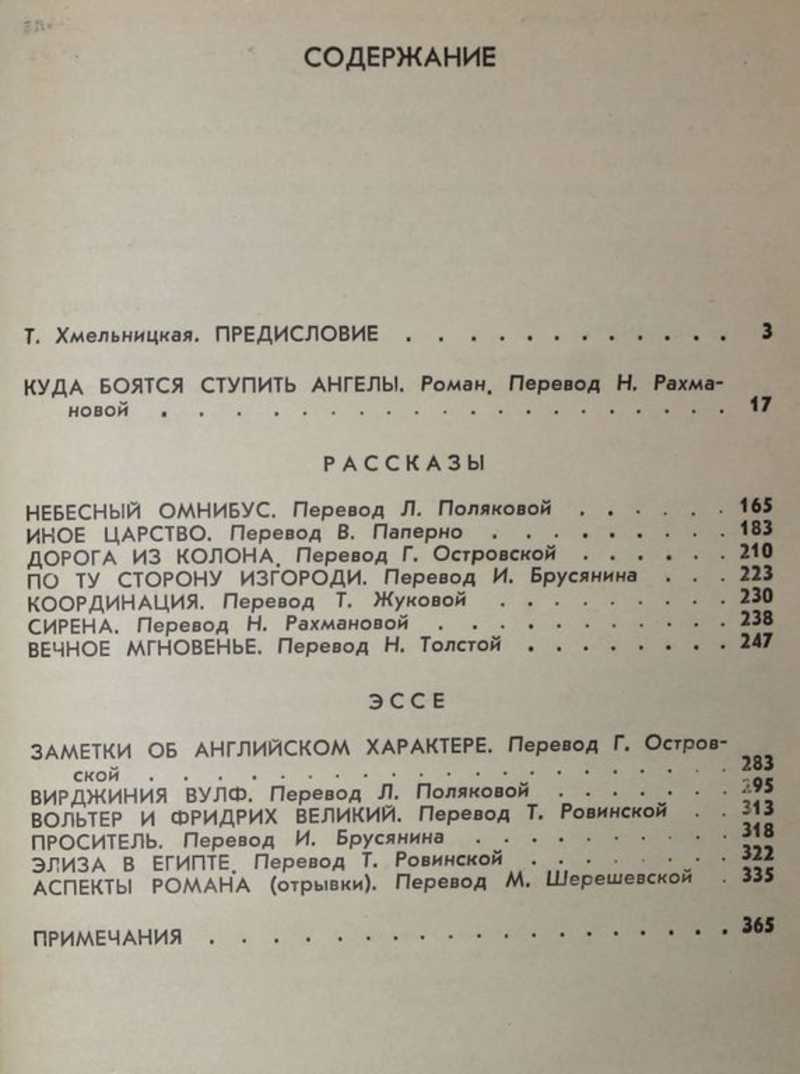 СОДЕРЖАНИЕ
Т. Хмельницкая. ПРЕДИСЛОВИЕ . . . . . . . . . . . . 3
КУДА БОЯТСЯ СТУПИТЬ АНГЕЛЫ. Роман. Перевод Н. Рахма-
новой . . . . . . . . . . . . . . . . . 17
РАССКАЗЫ
НЕБЕСНЫЙ ОМНИБУС. Перевод Л. Поляковой . . . . . . 165
ИНОЕ ЦАРСТВО. Перевод В. Паперно . . . . . . . . . 183
ДОРОГА ИЗ КОЛОНА. Перевод Г. Островской . . . . . . 210
ПО ТУ СТОРОНУ ИЗГОРОДИ. Перевод И. Брусянина . . . 223
КООРДИНАЦИЯ. Перевод Т. Жуковой . . . . . . . . . 230
СИРЕНА. Перевод Н. Рахмановой . . . . . . . . . . 238
ВЕЧНОЕ МГНОВЕНЬЕ. Перевод Н. Толстой . . . . . . . . 247
ЭССЕ
ЗАМЕТКИ ОБ АНГЛИЙСКОМ ХАРАКТЕРЕ. Перевод Г. Остров-
ской . . . . . . . . . . . . . . . . . . 283
ВИРДЖИНИЯ ВУЛФ. Перевод Л. Поляковой . . . . . . . 295
ВОЛЬТЕР И ФРИДРИХ ВЕЛИКИЙ. Перевод Т. Ровинской . . 313
ПРОСИТЕЛЬ. Перевод И. Брусянина . . . . . . . . . . 318
ЭЛИЗА В ЕГИПТЕ. Перевод Т. Ровинской . . . . . . . . 322
АСПЕКТЫ РОМАНА (отрывки). Перевод М. Шерешевской . 335
ПРИМЕЧАНИЯ . . . . . . . . . . . . . . . . . 365